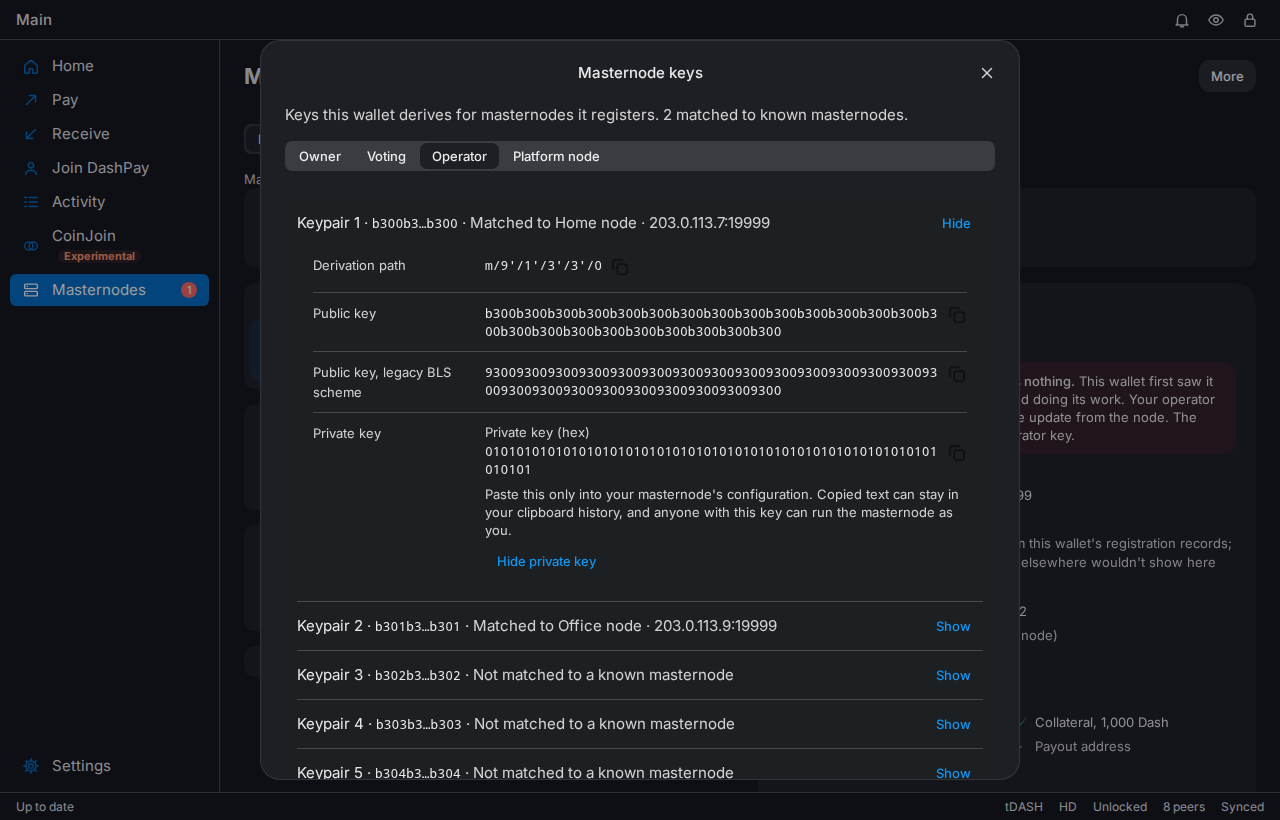 Main
Home
Pay
Receive
Join DashPay
Activity
CoinJoin
Experimental
Masternodes
1
Settings
More
Masternode keys
Keys this wallet derives for masternodes it registers. 2 matched to known masternodes.
Owner
Voting
Operator
Platform node
Keypair 1 · b300b3…b300 · Matched to Home node · 203.0.113.7:19999
Hide
Derivation path
m/9'/1'/3'/3'/0
Public key
b300b300b300b300b300b300b300b300b300b300b300b300b300b300b3
00b300b300b300b300b300b300b300b300b300
Public key, legacy BLS
scheme
9300930093009300930093009300930093009300930093009300930093
00930093009300930093009300930093009300
Private key
Private key (hex)
0101010101010101010101010101010101010101010101010101010101
010101
Paste this only into your masternode's configuration. Copied text can stay in
your clipboard history, and anyone with this key can run the masternode as
you.
Hide private key
Keypair 2 · b301b3…b301 · Matched to Office node · 203.0.113.9:19999
Show
Keypair 3 · b302b3…b302 · Not matched to a known masternode
Show
Keypair 4 · b303b3…b303 · Not matched to a known masternode
Show
Keypair 5 · b304b3…b304 · Not matched to a known masternode
Show
nothing. This wallet first saw it
doing its work. Your operator
update from the node. The
key.
this wallet's registration records;
elsewhere wouldn't show here
node)
Collateral, 1,000 Dash
Payout address
Up to date
tDASH
HD
Unlocked
8 peers
Synced